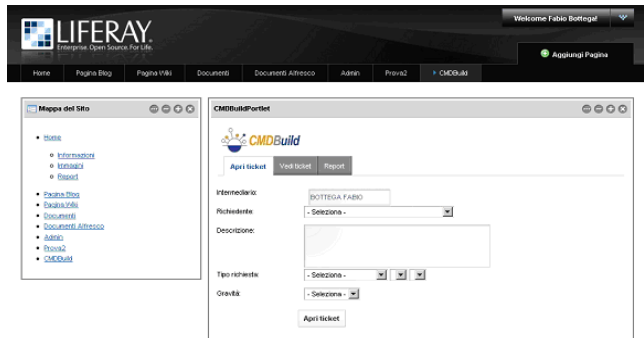 Welcome Fabio Bottega!
LIFERAY.
Enterprise. Open Source. For Life.
Aggiungi Pagina
Home Pagina Blog Pagina Wiki Documenti Documenti Alfresco Admin Prova2 CMDBuild
Mappa del Sito
Home
Informazioni
Immagini
Report
Pagina Blog
Pagina Wiki
Documenti
Documenti Alfresco
Admin
Prova2
CMDBuild
CMDBuildPortlet
CMDBuild
Apri ticket Vedi ticket Report
Intermediario: BOTTEGA FABIO
Richiedente: - Seleziona -
Descrizione:
Tipo richiesta: - Seleziona -
Gravità: - Seleziona -
Apri ticket